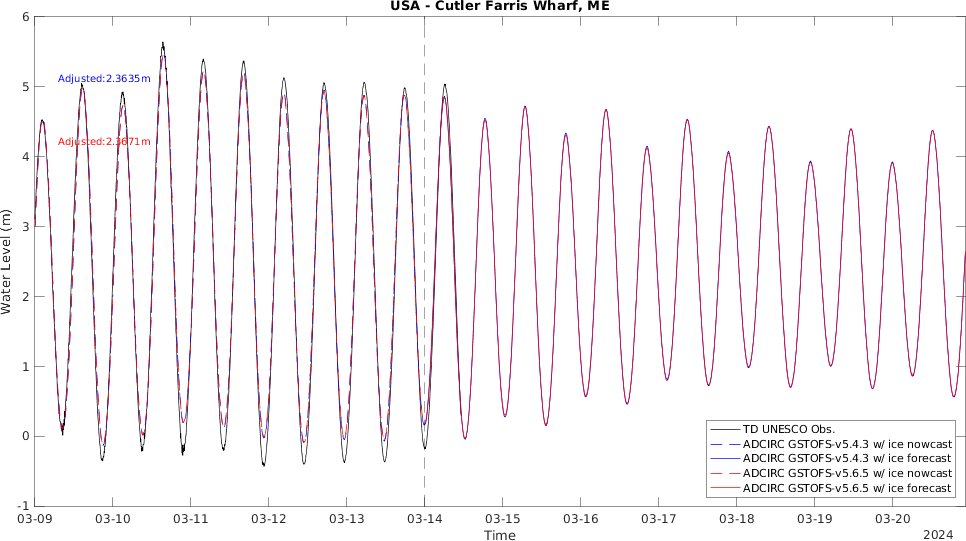 USA - Cutler Farris Wharf, ME
6
5
4
3
2
1
0
-1
Water Level (m)
Adjusted:2.3635m
Adjusted:2.3671m
TD UNESCO Obs.
ADCIRC GSTOFS-v5.4.3 w/ ice nowcast
ADCIRC GSTOFS-v5.4.3 w/ ice forecast
ADCIRC GSTOFS-v5.6.5 w/ ice nowcast
ADCIRC GSTOFS-v5.6.5 w/ ice forecast
03-09 03-10 03-11 03-12 03-13 03-14 03-15 03-16 03-17 03-18 03-19 03-20
Time
2024